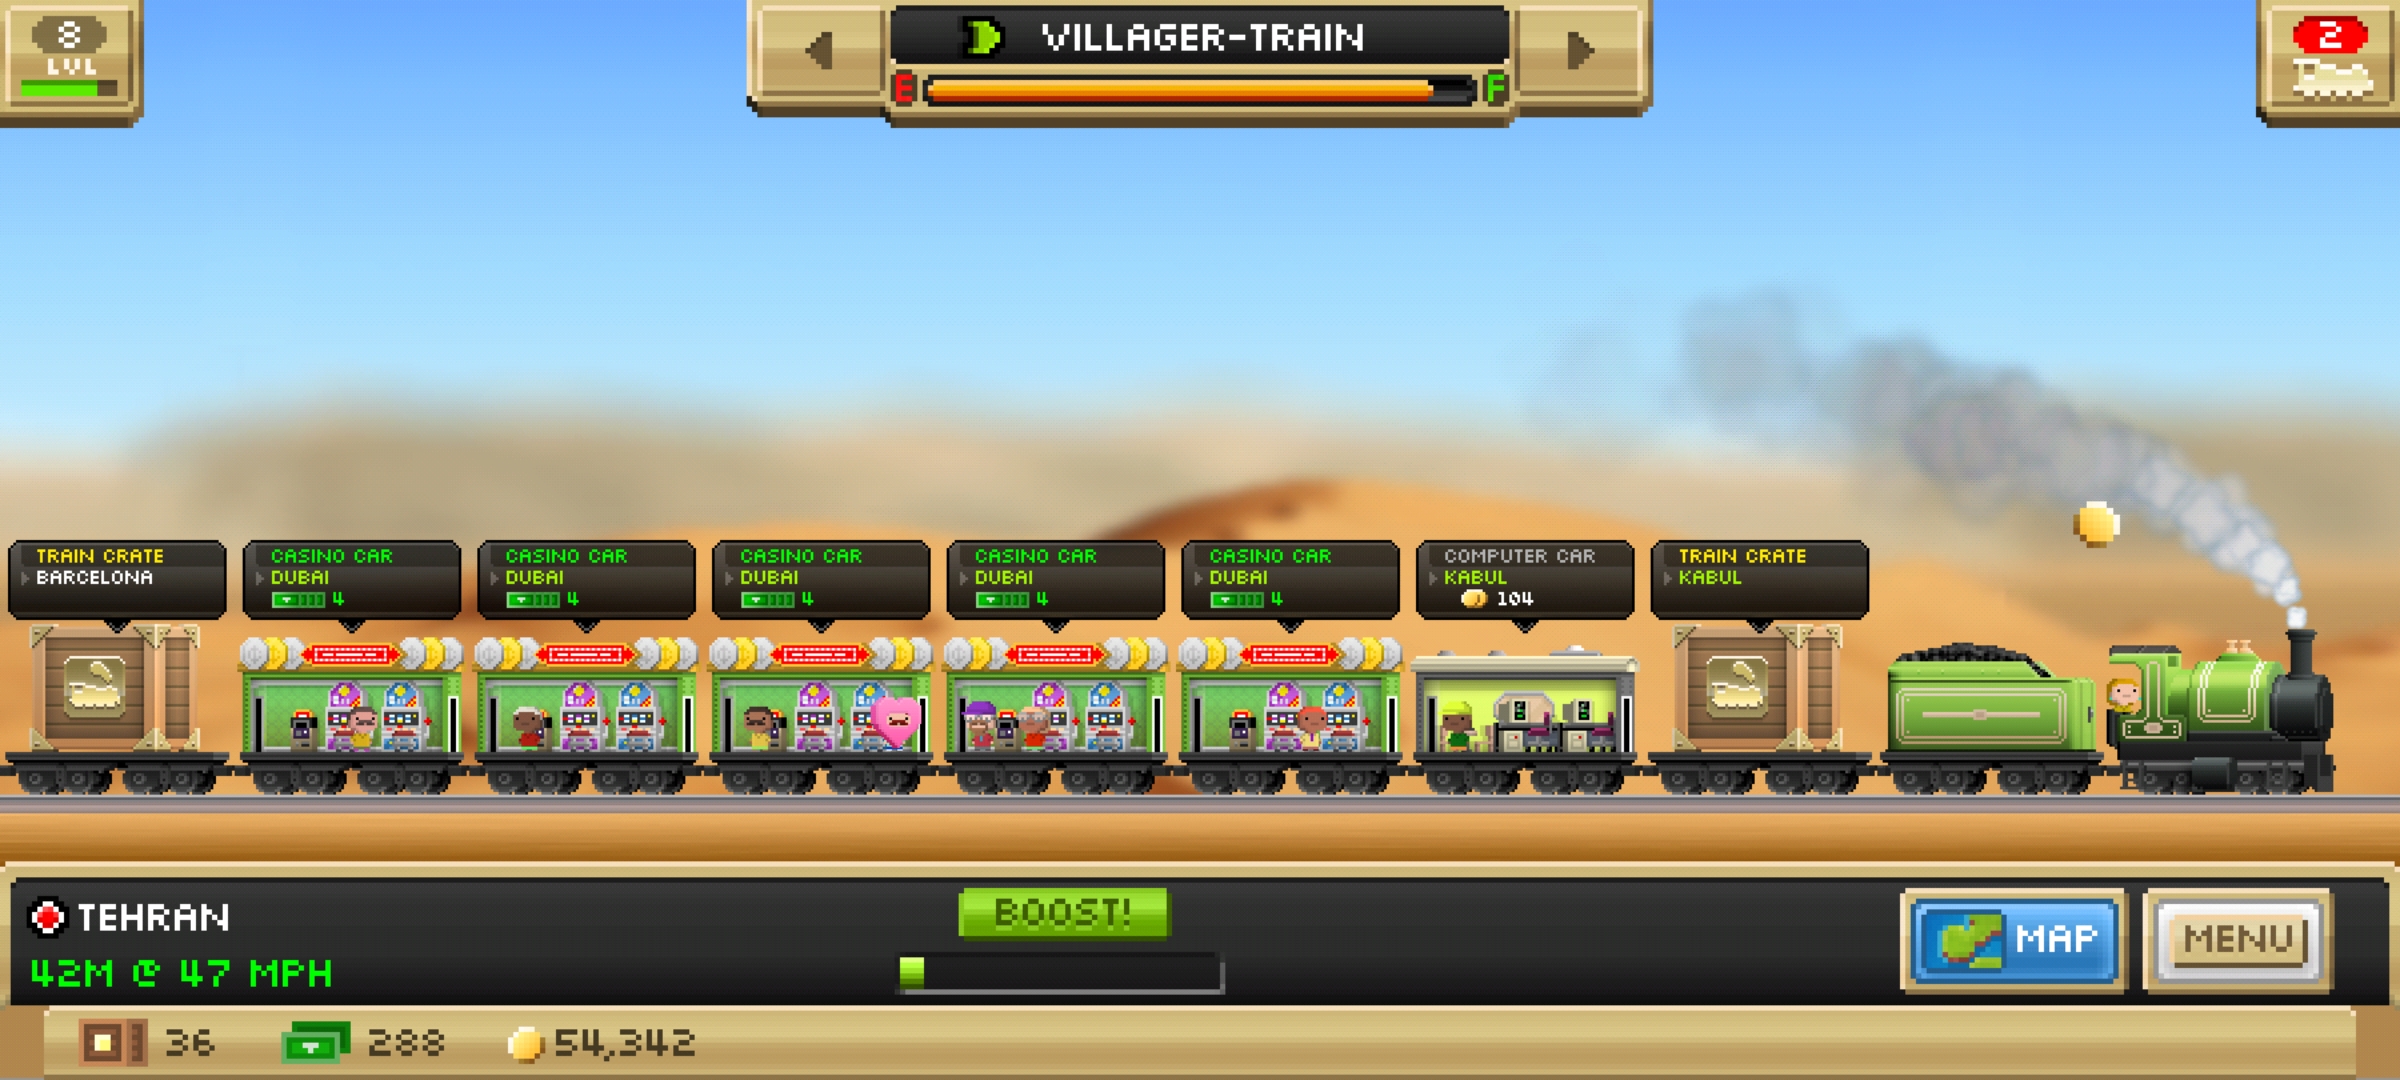 8
LVL
VILLAGER-TRAIN
E F
2
TRAIN CRATE
BARCELONA
CASINO CAR
DUBAI
4
CASINO CAR
DUBAI
4
CASINO CAR
DUBAI
4
CASINO CAR
DUBAI
4
CASINO CAR
DUBAI
4
COMPUTER CAR
KABUL
104
TRAIN CRATE
KABUL
TEHRAN
42M @ 47 MPH
BOOST!
MAP
MENU
36
288
54,342